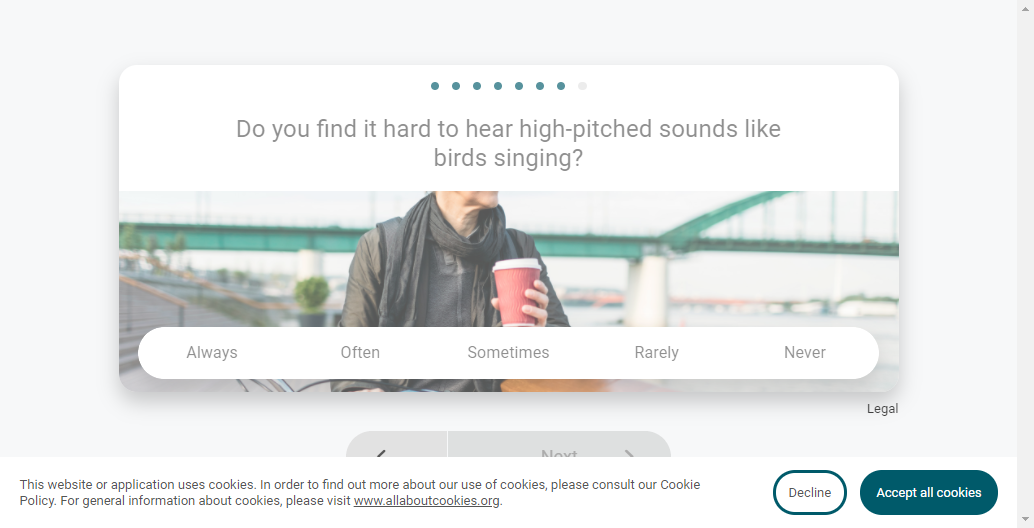 Do you find it hard to hear high-pitched sounds like
birds singing?
Always Often Sometimes Rarely Never
Legal
Next
This website or application uses cookies. In order to find out more about our use of cookies, please consult our Cookie
Policy. For general information about cookies, please visit www.allaboutcookies.org.
Decline
Accept all cookies